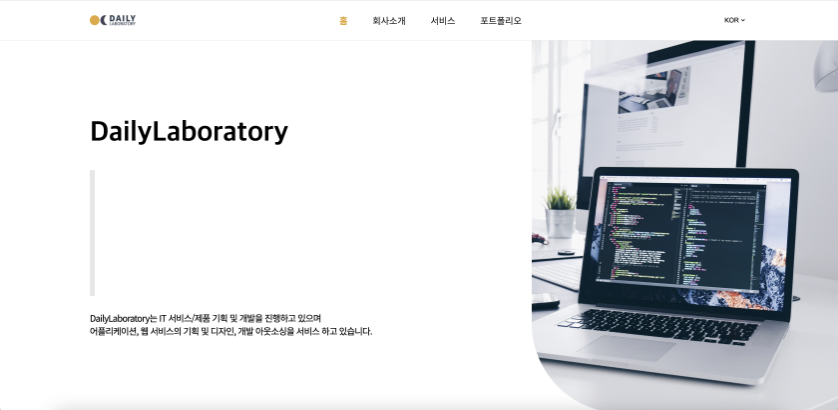 DAILY
LABORATORY
홈
회사소개
서비스
포트폴리오
KOR
DailyLaboratory
DailyLaboratory는 IT 서비스/제품 기획 및 개발을 진행하고 있으며
어플리케이션, 웹 서비스의 기획 및 디자인, 개발 아웃소싱을 서비스 하고 있습니다.